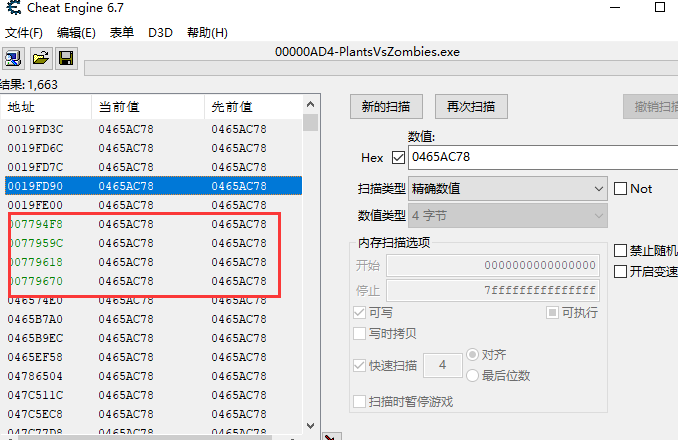 Cheat Engine 6.7
文件(F) 编辑(E) 表单 D3D 帮助(H)
00000AD4-PlantsVsZombies.exe
结果: 1,663
地址 当前值 先前值
0019FD3C 0465AC78 0465AC78
0019FD6C 0465AC78 0465AC78
0019FD7C 0465AC78 0465AC78
0019FD90 0465AC78 0465AC78
0019FE00 0465AC78 0465AC78
007794F8 0465AC78 0465AC78
0077959C 0465AC78 0465AC78
00779618 0465AC78 0465AC78
00779670 0465AC78 0465AC78
046574E0 0465AC78 0465AC78
0465B7A0 0465AC78 0465AC78
0465B9EC 0465AC78 0465AC78
0465EF58 0465AC78 0465AC78
04786504 0465AC78 0465AC78
047C511C 0465AC78 0465AC78
047C5EC8 0465AC78 0465AC78
047C77D8 0465AC78 0465AC78
新的扫描 再次扫描 撤销扫描
数值:
Hex 0465AC78
扫描类型 精确数值 Not
数值类型 4 字节
内存扫描选项
开始 0000000000000000
停止 7fffffffffffffff
可写 可执行
写时拷贝
快速扫描 4 对齐
最后位数
扫描时暂停游戏
禁止随机
开启变速